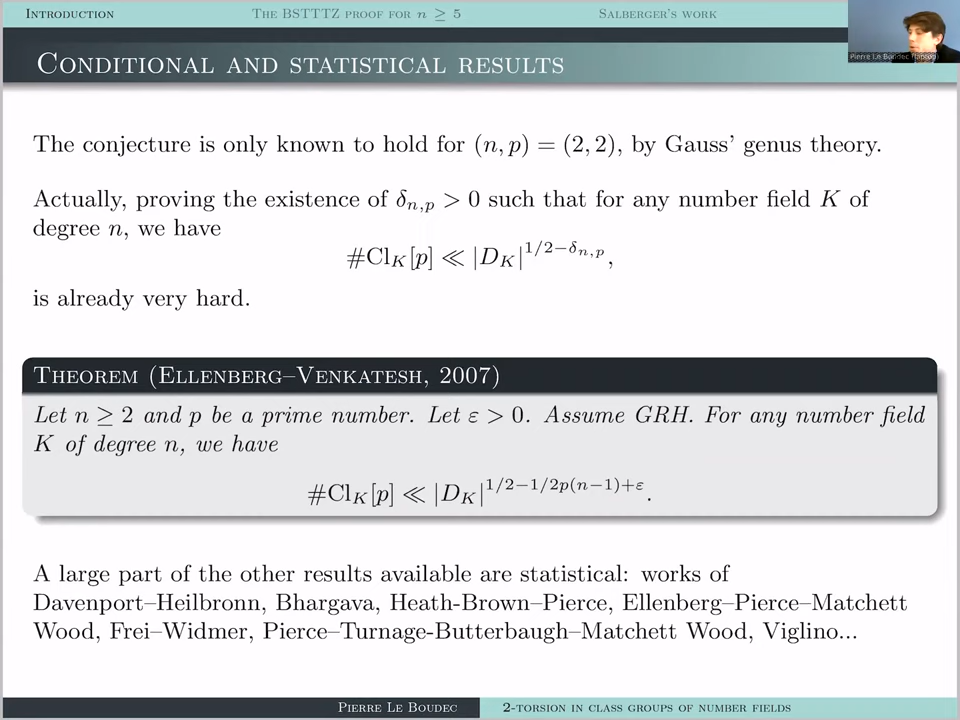 Introduction The BSTTTZ proof for n ≥ 5 Salberger's work
Pierre Le Boudec
Conditional and statistical results
The conjecture is only known to hold for (n, p) = (2, 2), by Gauss' genus theory.
Actually, proving the existence of δ_{n,p} > 0 such that for any number field K of
degree n, we have
#Cl_K[p] ≪ |D_K|^{1/2−δ_{n,p}},
is already very hard.
Theorem (Ellenberg–Venkatesh, 2007)
Let n ≥ 2 and p be a prime number. Let ε > 0. Assume GRH. For any number field
K of degree n, we have
#Cl_K[p] ≪ |D_K|^{1/2−1/2p(n−1)+ε}.
A large part of the other results available are statistical: works of
Davenport–Heilbronn, Bhargava, Heath-Brown–Pierce, Ellenberg–Pierce–Matchett
Wood, Frei–Widmer, Pierce–Turnage-Butterbaugh–Matchett Wood, Viglino...
Pierre Le Boudec 2-torsion in class groups of number fields